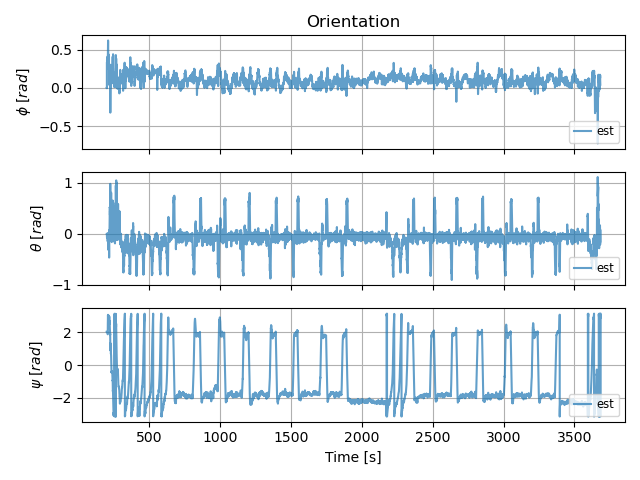 Orientation
ϕ [rad]
0.5
0.0
−0.5
est
θ [rad]
1
0
−1
est
ψ [rad]
2
0
−2
est
500 1000 1500 2000 2500 3000 3500
Time [s]